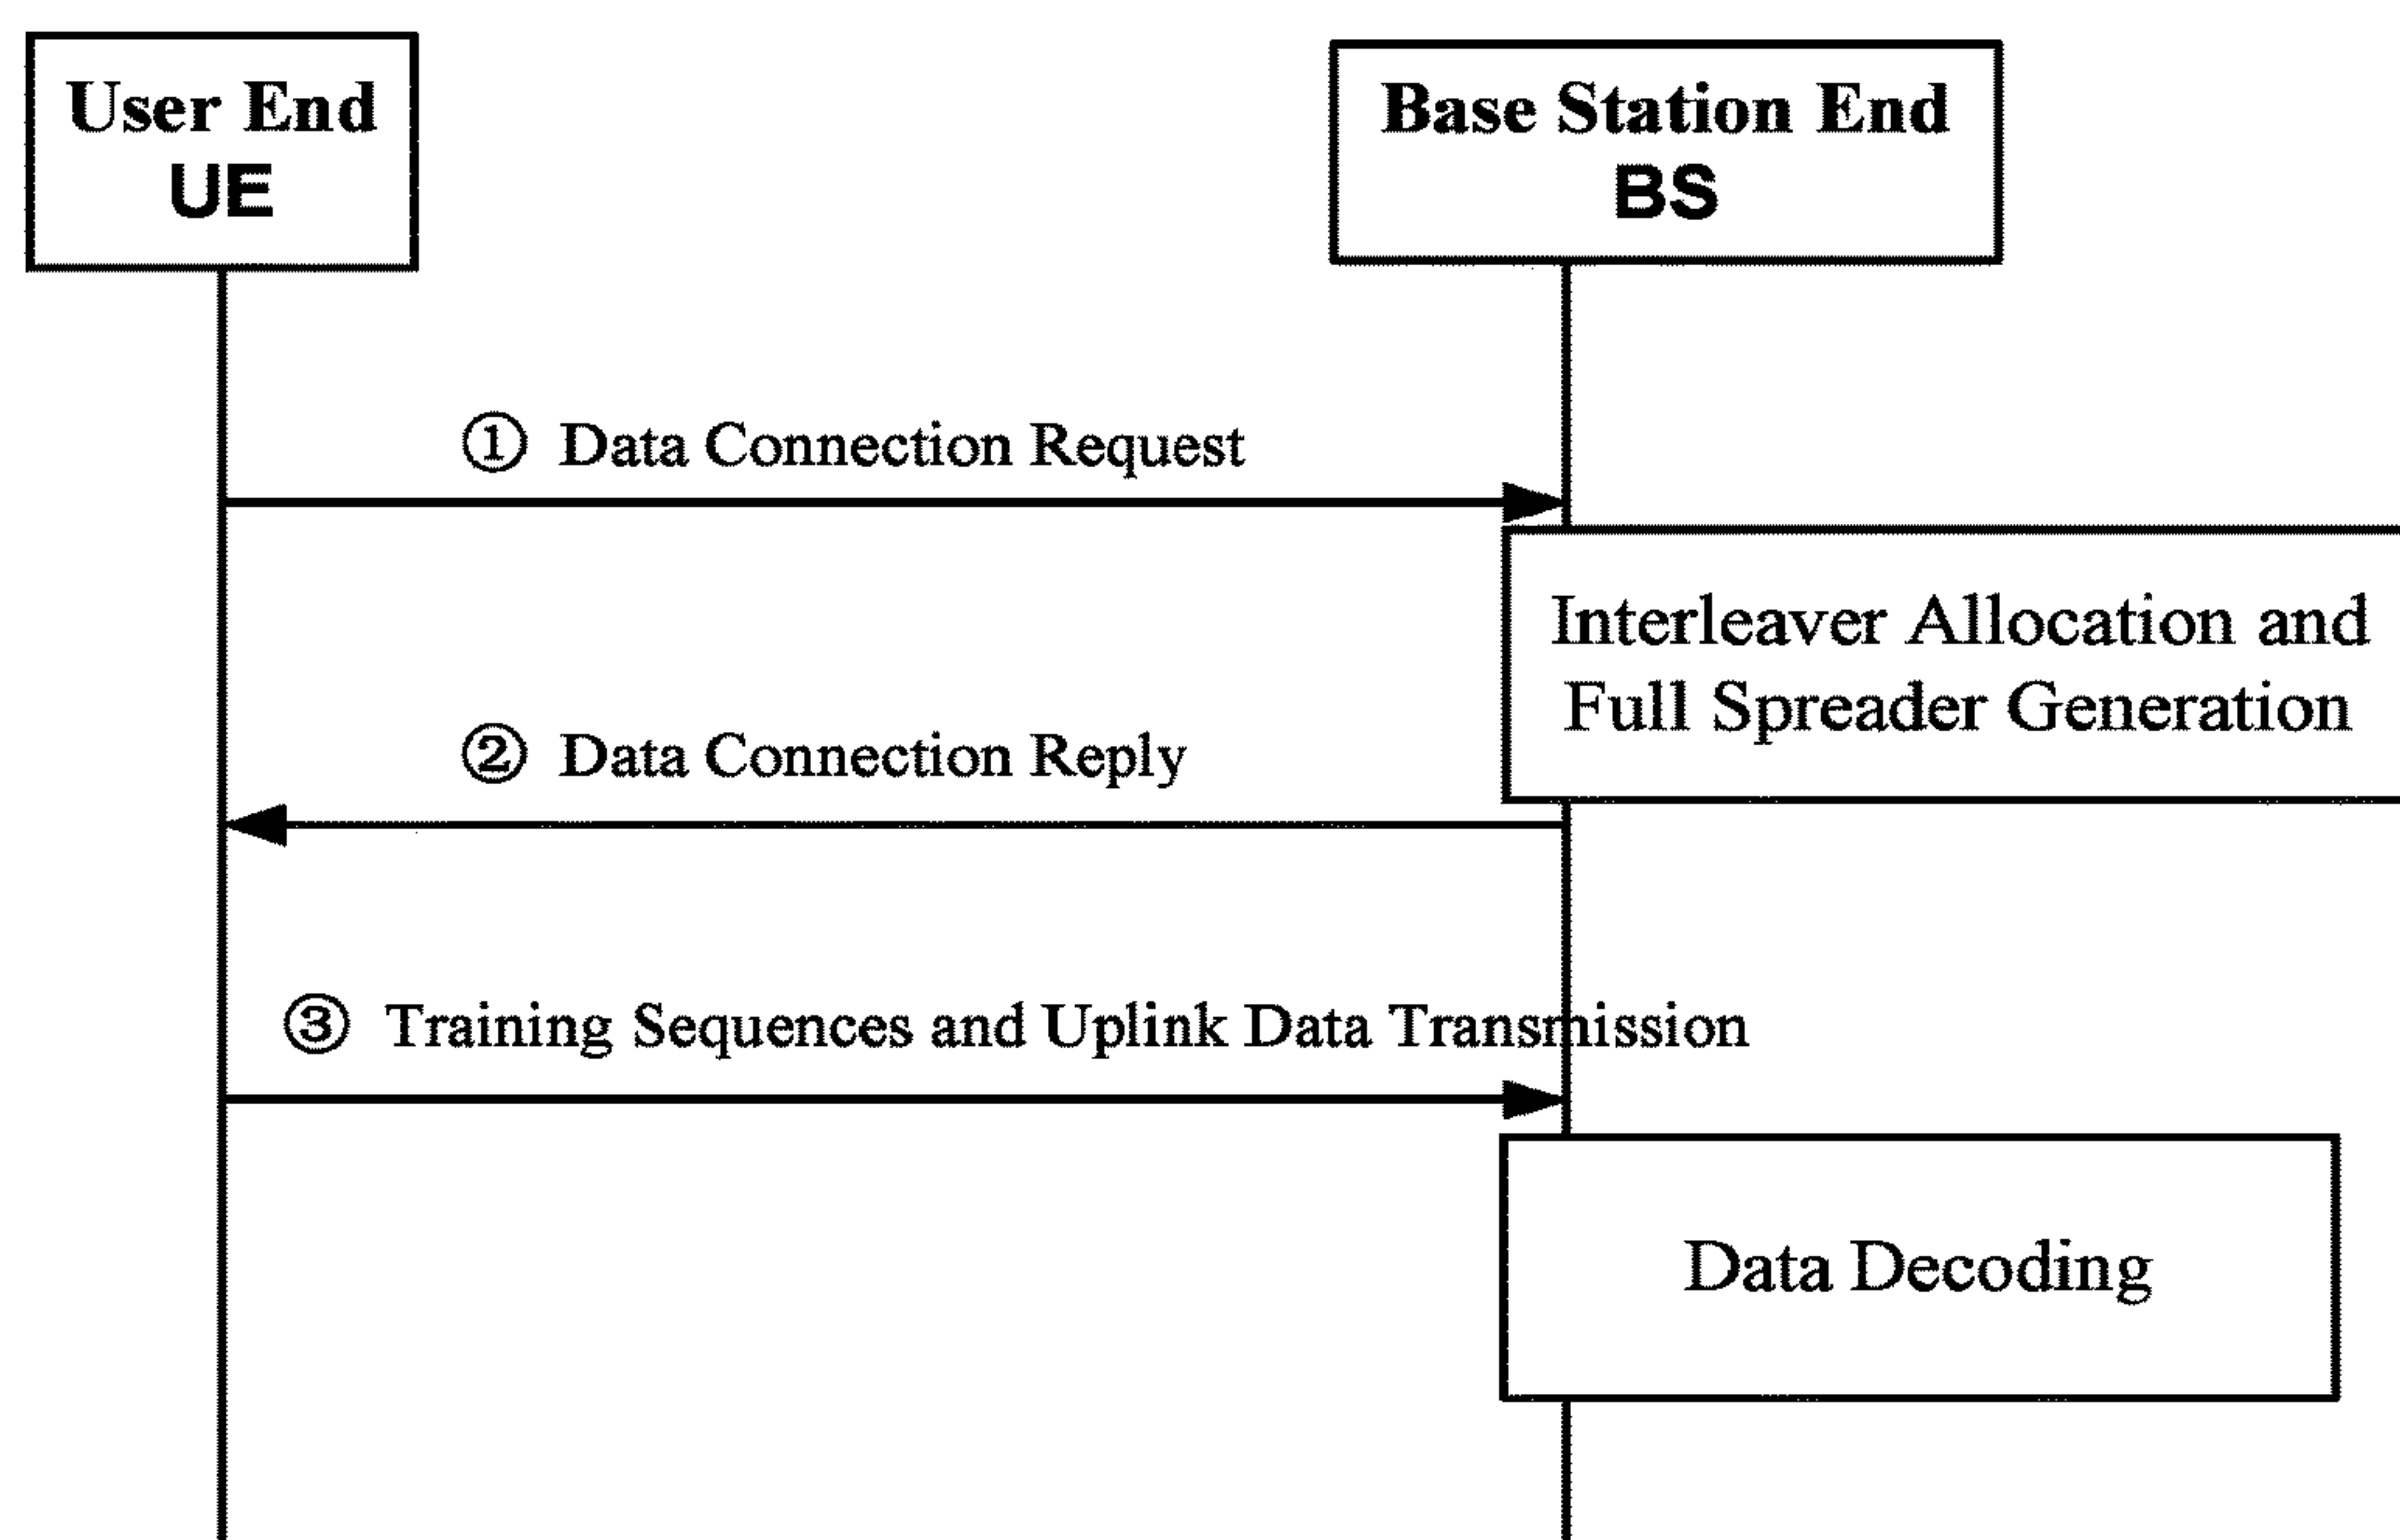 User End
UE
Base Station End
BS
① Data Connection Request
Interleaver Allocation and
Full Spreader Generation
② Data Connection Reply
③ Training Sequences and Uplink Data Transmission
Data Decoding